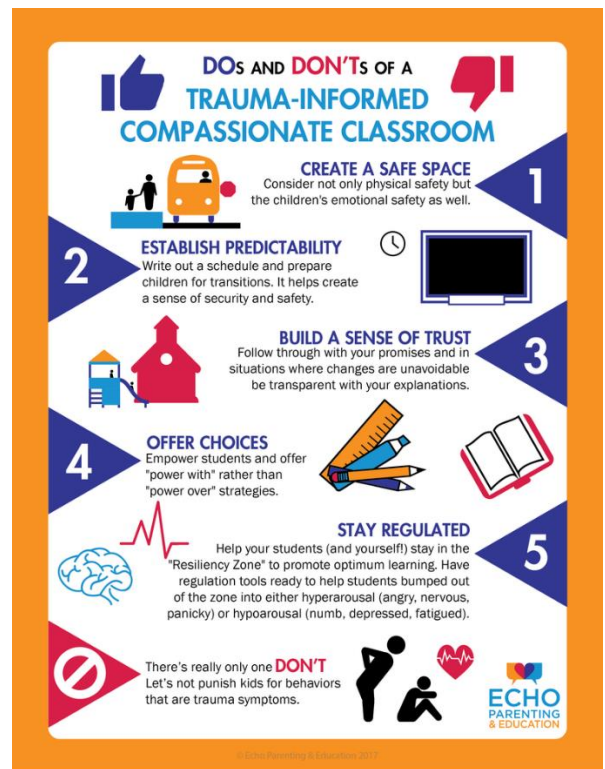 DOs AND DON'Ts OF A
TRAUMA-INFORMED
COMPASSIONATE CLASSROOM
1
CREATE A SAFE SPACE
Consider not only physical safety but
the children's emotional safety as well.
2
ESTABLISH PREDICTABILITY
Write out a schedule and prepare
children for transitions. It helps create
a sense of security and safety.
3
BUILD A SENSE OF TRUST
Follow through with your promises and in
situations where changes are unavoidable
be transparent with your explanations.
4
OFFER CHOICES
Empower students and offer
"power with" rather than
"power over" strategies.
5
STAY REGULATED
Help your students (and yourself!) stay in the
"Resiliency Zone" to promote optimum learning. Have
regulation tools ready to help students bumped out
of the zone into either hyperarousal (angry, nervous,
panicky) or hypoarousal (numb, depressed, fatigued).
There's really only one DON'T
Let's not punish kids for behaviors
that are trauma symptoms.
ECHO
PARENTING
& EDUCATION
© Echo Parenting & Education 2017